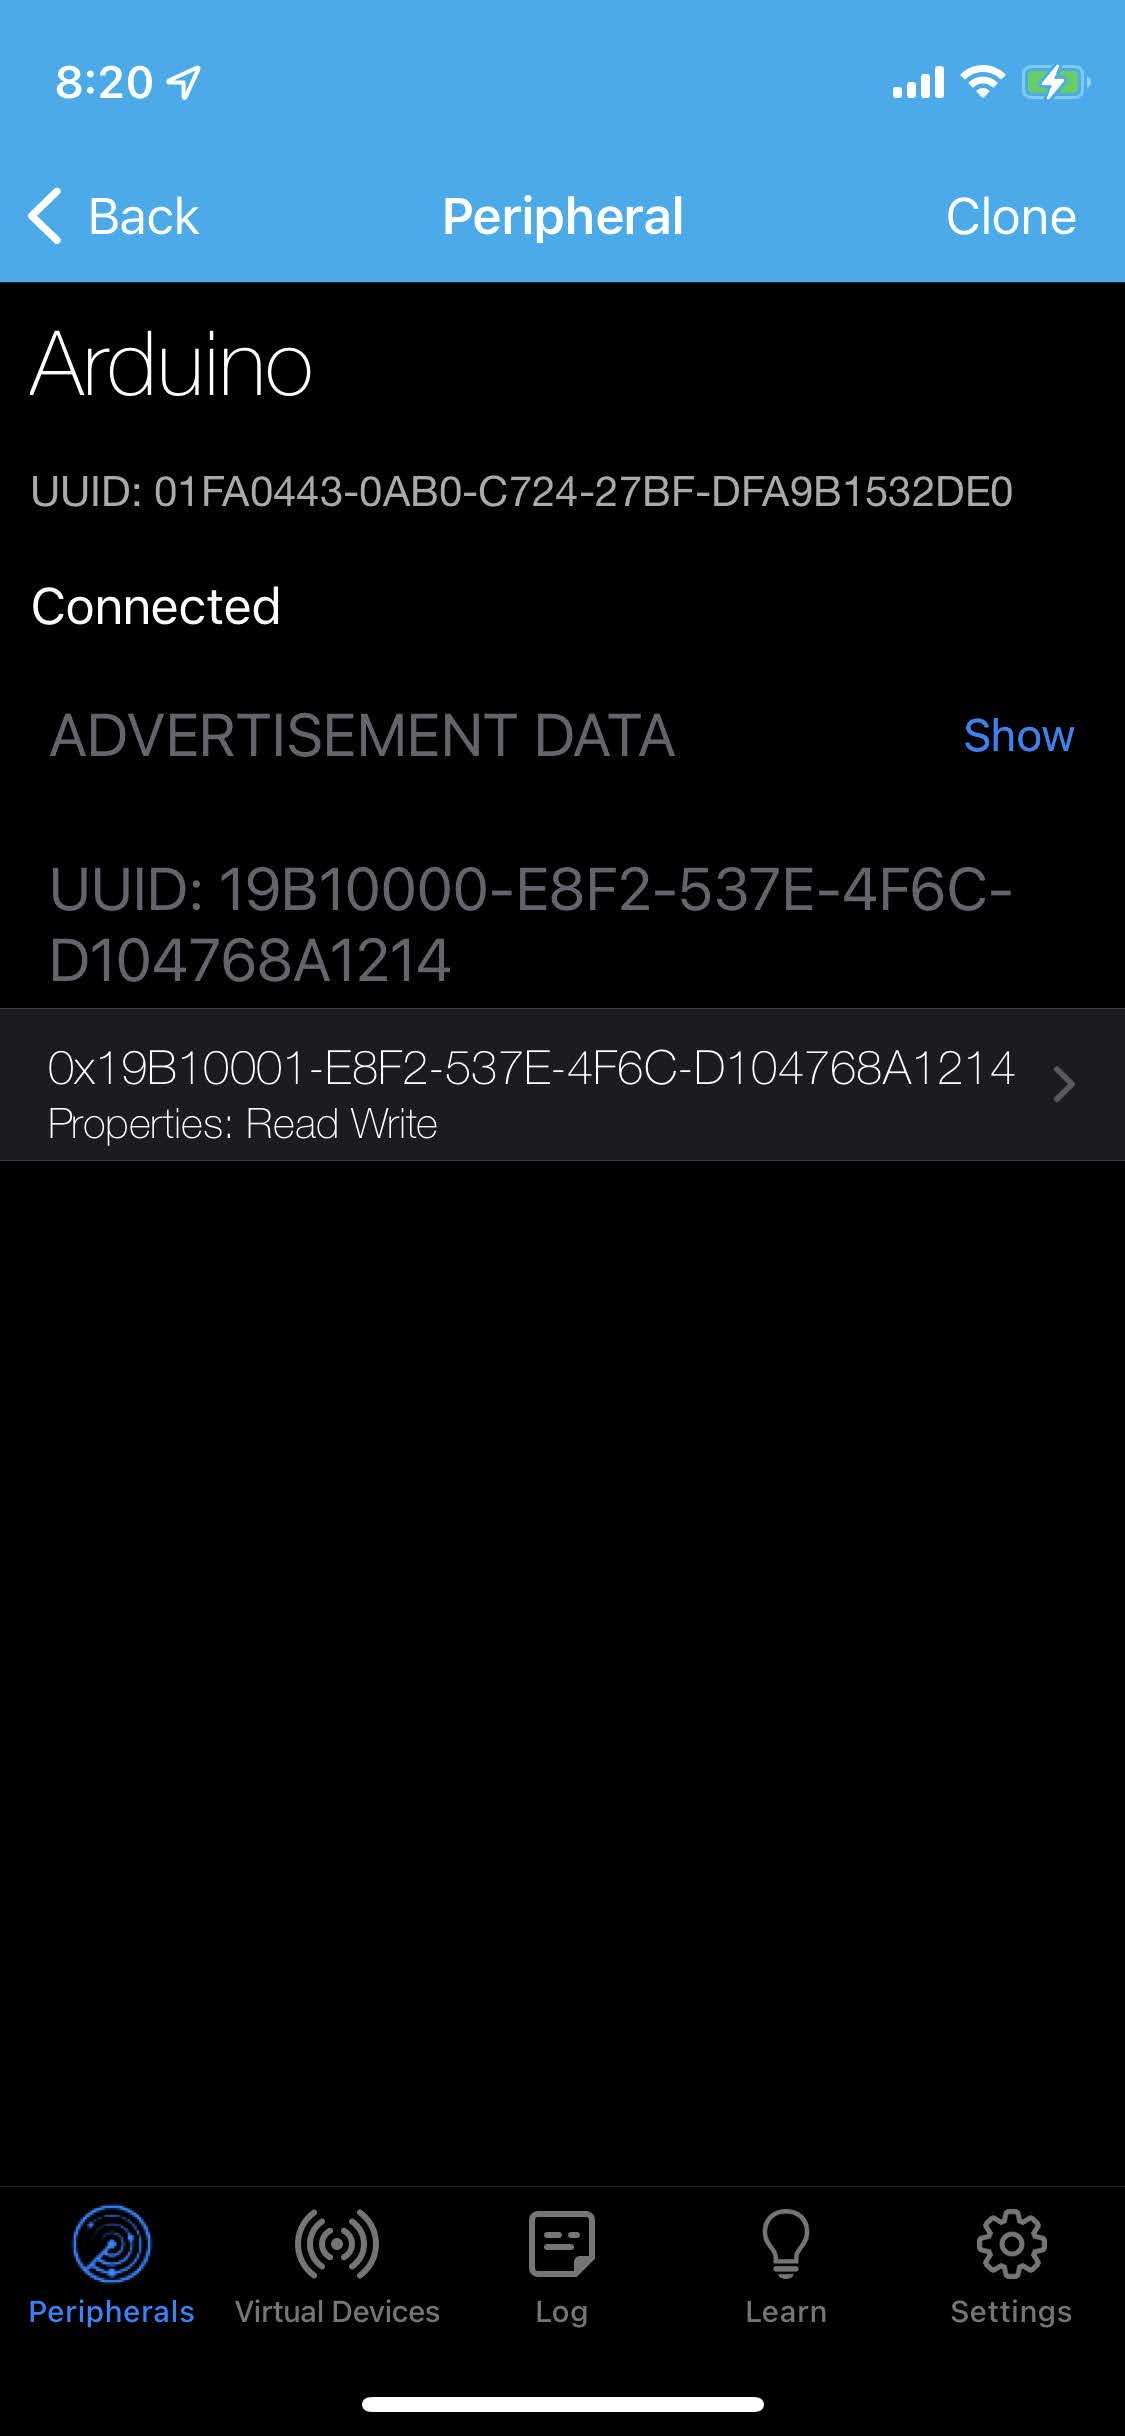 8:20
Back Peripheral Clone
Arduino
UUID: 01FA0443-0AB0-C724-27BF-DFA9B1532DE0
Connected
ADVERTISEMENT DATA Show
UUID: 19B10000-E8F2-537E-4F6C-
D104768A1214
0x19B10001-E8F2-537E-4F6C-D104768A1214
Properties: Read Write
Peripherals Virtual Devices Log Learn Settings